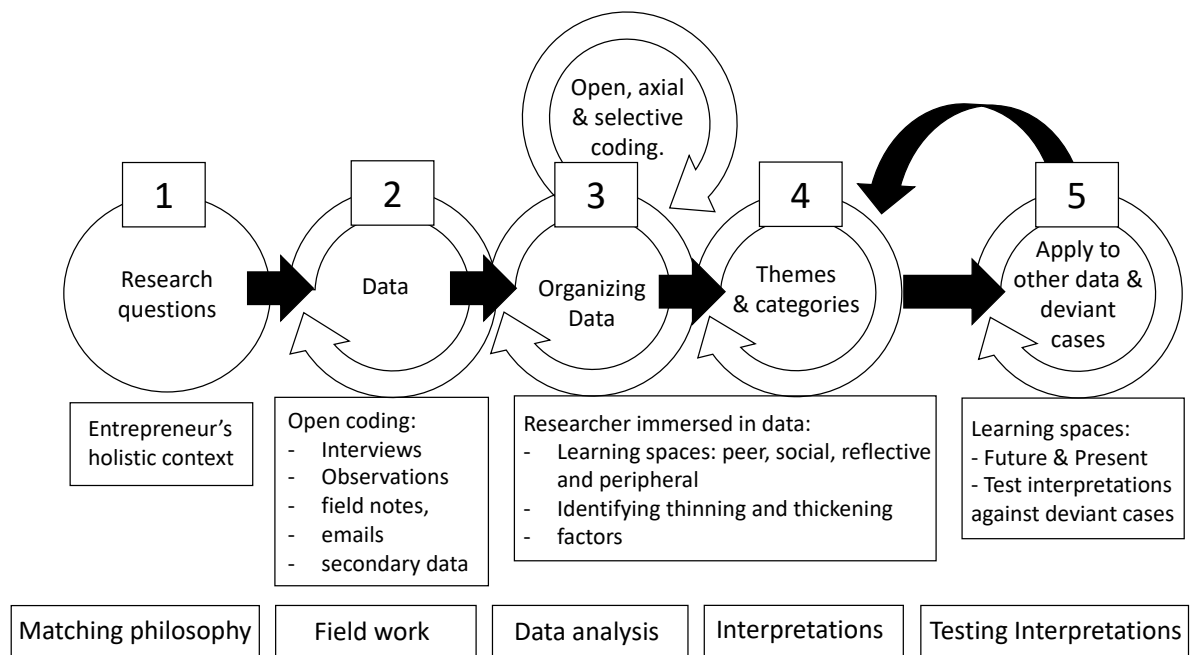 Open, axial
& selective
coding.
1
2
3
4
5
Research
questions
Data
Organizing
Data
Themes
& categories
Apply to
other data &
deviant
cases
Entrepreneur's
holistic context
Open coding:
- Interviews
- Observations
- field notes,
- emails
- secondary data
Researcher immersed in data:
- Learning spaces: peer, social, reflective
and peripheral
- Identifying thinning and thickening
- factors
Learning spaces:
- Future & Present
- Test interpretations
against deviant cases
Matching philosophy
Field work
Data analysis
Interpretations
Testing Interpretations